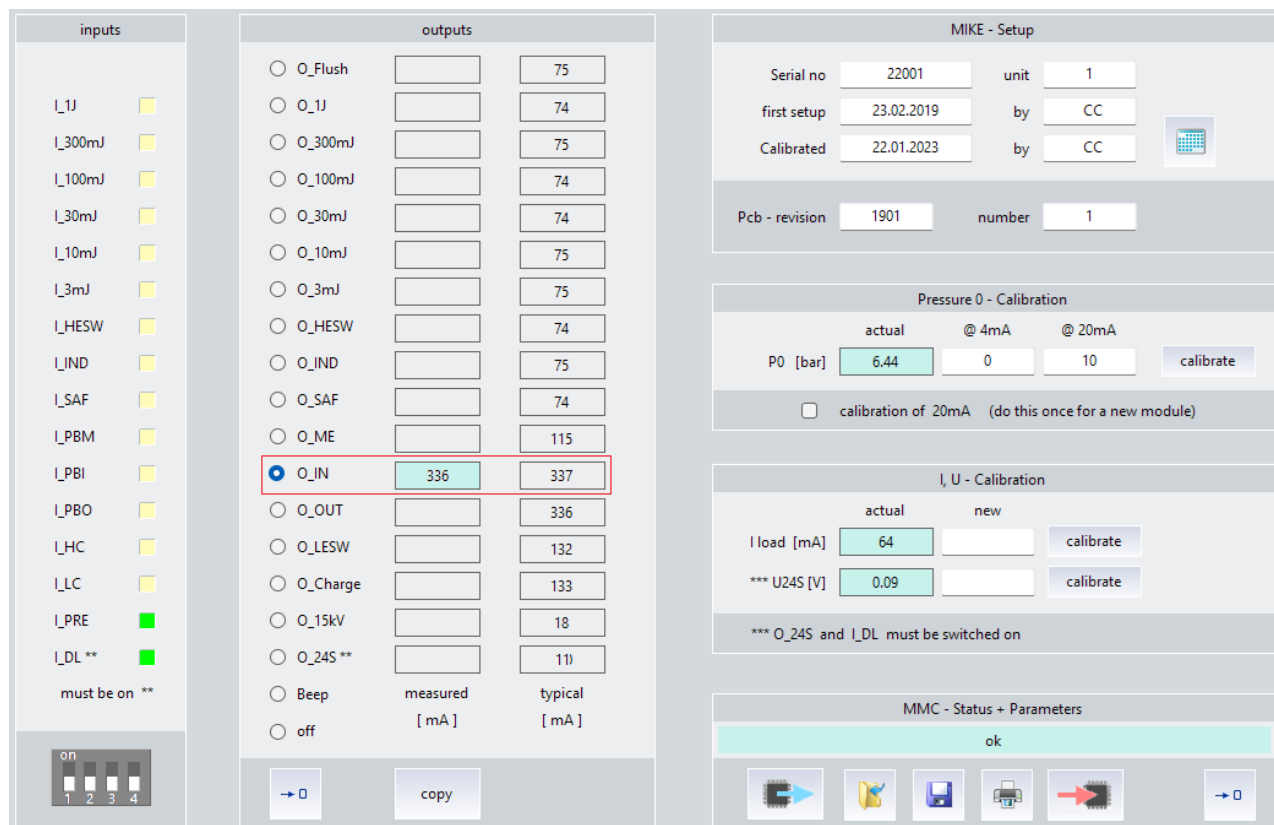 inputs
I_1J
I_300mJ
I_100mJ
I_30mJ
I_10mJ
I_3mJ
I_HESW
I_IND
I_SAF
I_PBM
I_PBI
I_PBO
I_HC
I_LC
I_PRE
I_DL **
must be on **
on
1 2 3 4
outputs
O_Flush 75
O_1J 74
O_300mJ 75
O_100mJ 74
O_30mJ 74
O_10mJ 75
O_3mJ 75
O_HESW 74
O_IND 75
O_SAF 74
O_ME 115
O_IN 336 337
O_OUT 336
O_LESW 132
O_Charge 133
O_15kV 18
O_24S ** 11)
Beep measured typical
[ mA ] [ mA ]
off
→ 0 copy
MIKE - Setup
Serial no 22001 unit 1
first setup 23.02.2019 by CC
Calibrated 22.01.2023 by CC
Pcb - revision 1901 number 1
Pressure 0 - Calibration
actual @ 4mA @ 20mA
P0 [bar] 6.44 0 10 calibrate
calibration of 20mA (do this once for a new module)
I, U - Calibration
actual new
I load [mA] 64 calibrate
*** U24S [V] 0.09 calibrate
*** O_24S and I_DL must be switched on
MMC - Status + Parameters
ok
→ 0